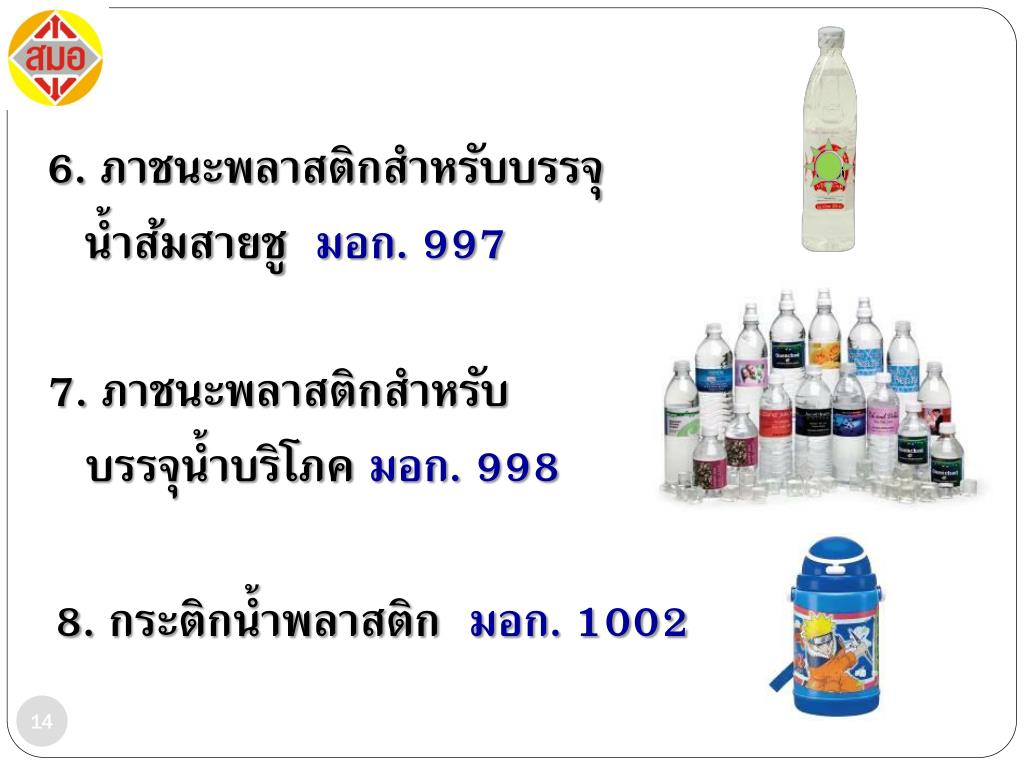 สมอ
6. ภาชนะพลาสติกสำหรับบรรจุ
น้ำส้มสายชู มอก. 997
7. ภาชนะพลาสติกสำหรับ
บรรจุน้ำบริโภค มอก. 998
8. กระติกน้ำพลาสติก มอก. 1002
14